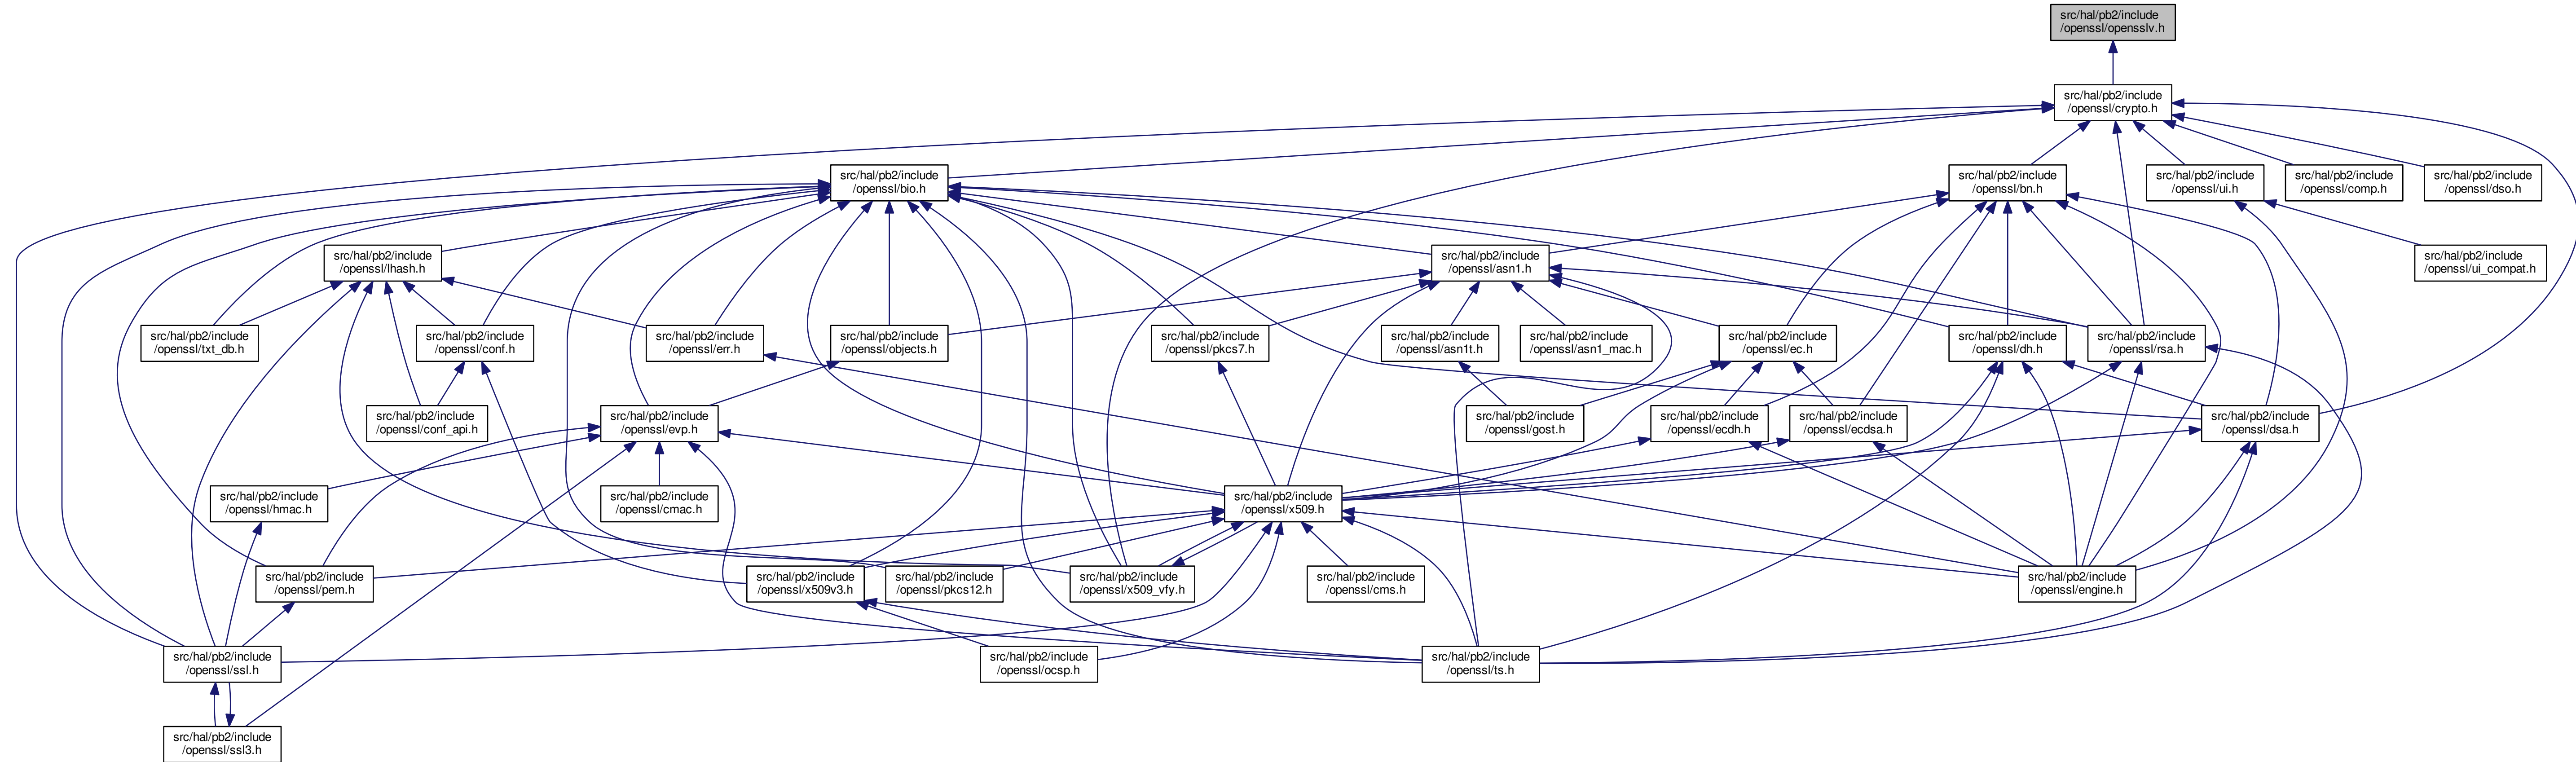 src/hal/pb2/include
/openssl/opensslv.h
src/hal/pb2/include
/openssl/crypto.h
src/hal/pb2/include
/openssl/bio.h
src/hal/pb2/include
/openssl/bn.h
src/hal/pb2/include
/openssl/ui.h
src/hal/pb2/include
/openssl/comp.h
src/hal/pb2/include
/openssl/dso.h
src/hal/pb2/include
/openssl/lhash.h
src/hal/pb2/include
/openssl/asn1.h
src/hal/pb2/include
/openssl/ui_compat.h
src/hal/pb2/include
/openssl/txt_db.h
src/hal/pb2/include
/openssl/conf.h
src/hal/pb2/include
/openssl/err.h
src/hal/pb2/include
/openssl/objects.h
src/hal/pb2/include
/openssl/pkcs7.h
src/hal/pb2/include
/openssl/asn1t.h
src/hal/pb2/include
/openssl/asn1_mac.h
src/hal/pb2/include
/openssl/ec.h
src/hal/pb2/include
/openssl/dh.h
src/hal/pb2/include
/openssl/rsa.h
src/hal/pb2/include
/openssl/conf_api.h
src/hal/pb2/include
/openssl/evp.h
src/hal/pb2/include
/openssl/gost.h
src/hal/pb2/include
/openssl/ecdh.h
src/hal/pb2/include
/openssl/ecdsa.h
src/hal/pb2/include
/openssl/dsa.h
src/hal/pb2/include
/openssl/hmac.h
src/hal/pb2/include
/openssl/cmac.h
src/hal/pb2/include
/openssl/x509.h
src/hal/pb2/include
/openssl/pem.h
src/hal/pb2/include
/openssl/x509v3.h
src/hal/pb2/include
/openssl/pkcs12.h
src/hal/pb2/include
/openssl/x509_vfy.h
src/hal/pb2/include
/openssl/cms.h
src/hal/pb2/include
/openssl/engine.h
src/hal/pb2/include
/openssl/ssl.h
src/hal/pb2/include
/openssl/ocsp.h
src/hal/pb2/include
/openssl/ts.h
src/hal/pb2/include
/openssl/ssl3.h